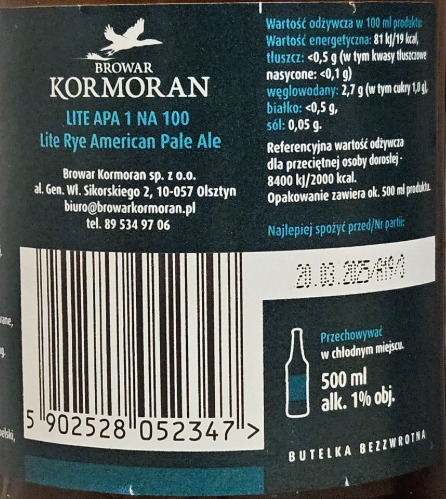 BROWAR
KORMORAN
LITE APA 1 NA 100
Lite Rye American Pale Ale
Browar Kormoran sp. z o.o.
al. Gen. Wł. Sikorskiego 2, 10-057 Olsztyn
biuro@browarkormoran.pl
tel. 89 534 97 06
5 902528 052347 >
Wartość odżywcza w 100 ml produktu:
Wartość energetyczna: 81 kJ/19 kcal,
tłuszcz: <0,5 g (w tym kwasy tłuszczowe
nasycone: <0,1 g)
węglowodany: 2,7 g (w tym cukry 1,0 g),
białko: <0,5 g,
sól: 0,05 g.
Referencyjna wartość odżywcza
dla przeciętnej osoby dorosłej -
8400 kJ/2000 kcal.
Opakowanie zawiera ok. 500 ml produktu.
Najlepiej spożyć przed/Nr partii:
20.03.2025/
Przechowywać
w chłodnym miejscu.
500 ml
alk. 1% obj.
BUTELKA BEZZWROTNA